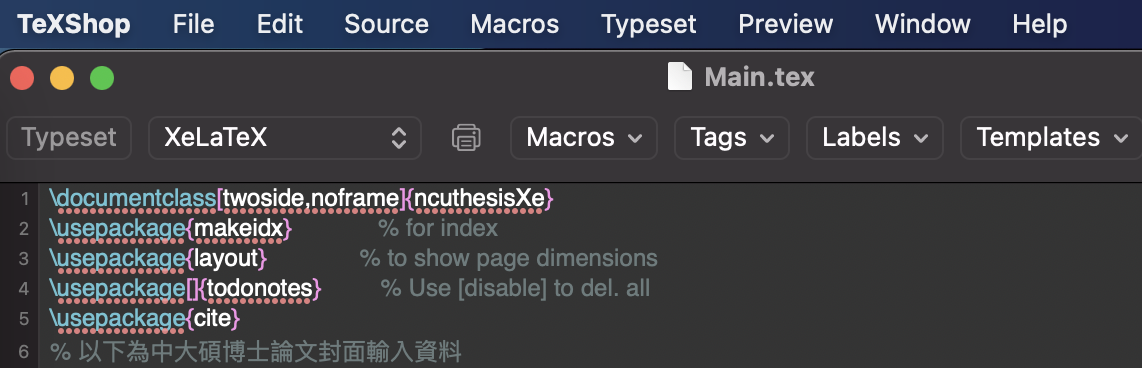 TeXShop File Edit Source Macros Typeset Preview Window Help
Main.tex
Typeset XeLaTeX Macros Tags Labels Templates
1 \documentclass[twoside,noframe]{ncuthesisXe}
2 \usepackage{makeidx} % for index
3 \usepackage{layout} % to show page dimensions
4 \usepackage[]{todonotes} % Use [disable] to del. all
5 \usepackage{cite}
6 % 以下為中大碩博士論文封面輸入資料